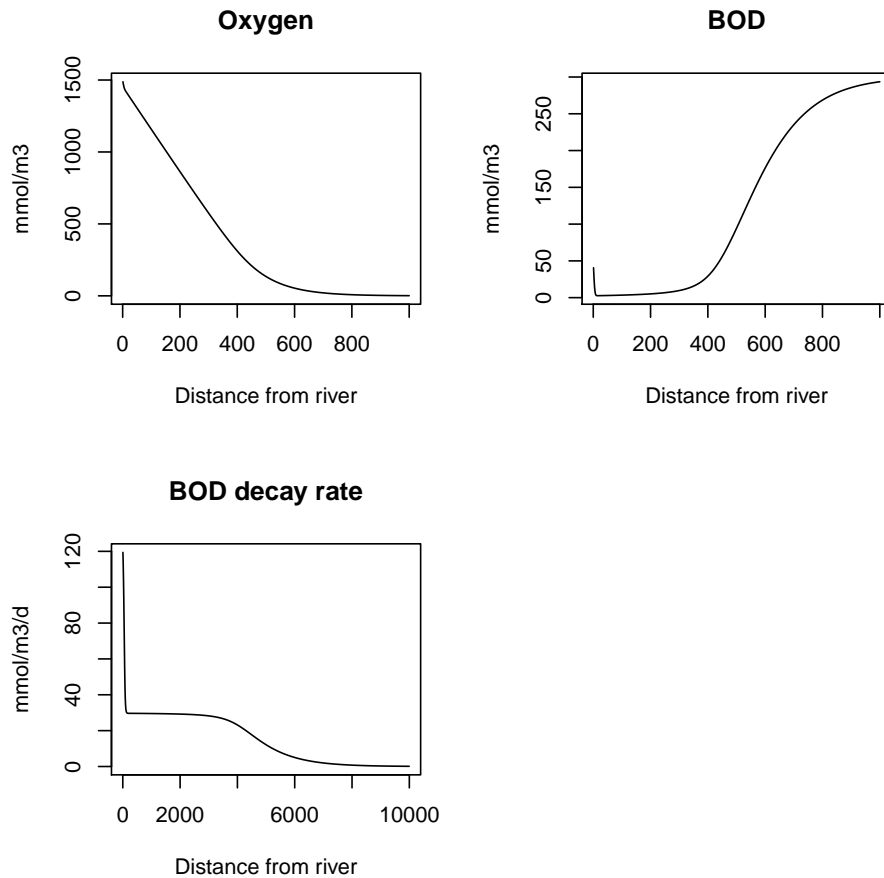 Oxygen
mmol/m3
0
500
1000
1500
0 200 400 600 800
Distance from river
BOD
mmol/m3
0
50
150
250
0 200 400 600 800
Distance from river
BOD decay rate
mmol/m3/d
0
40
80
120
0 2000 6000 10000
Distance from river